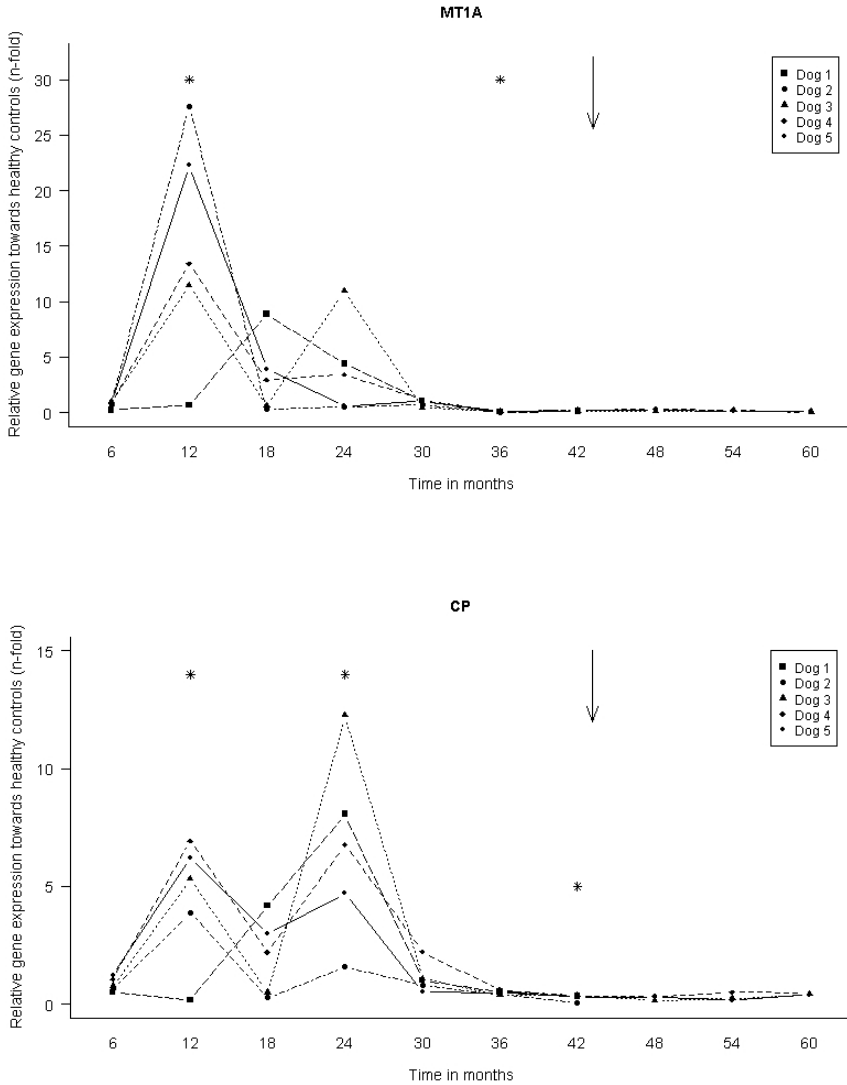 MT1A
Relative gene expression towards healthy controls (n-fold)
30
25
20
15
10
5
0
*
*
Dog 1
Dog 2
Dog 3
Dog 4
Dog 5
6 12 18 24 30 36 42 48 54 60
Time in months
CP
Relative gene expression towards healthy controls (n-fold)
15
10
5
0
*
*
*
Dog 1
Dog 2
Dog 3
Dog 4
Dog 5
6 12 18 24 30 36 42 48 54 60
Time in months